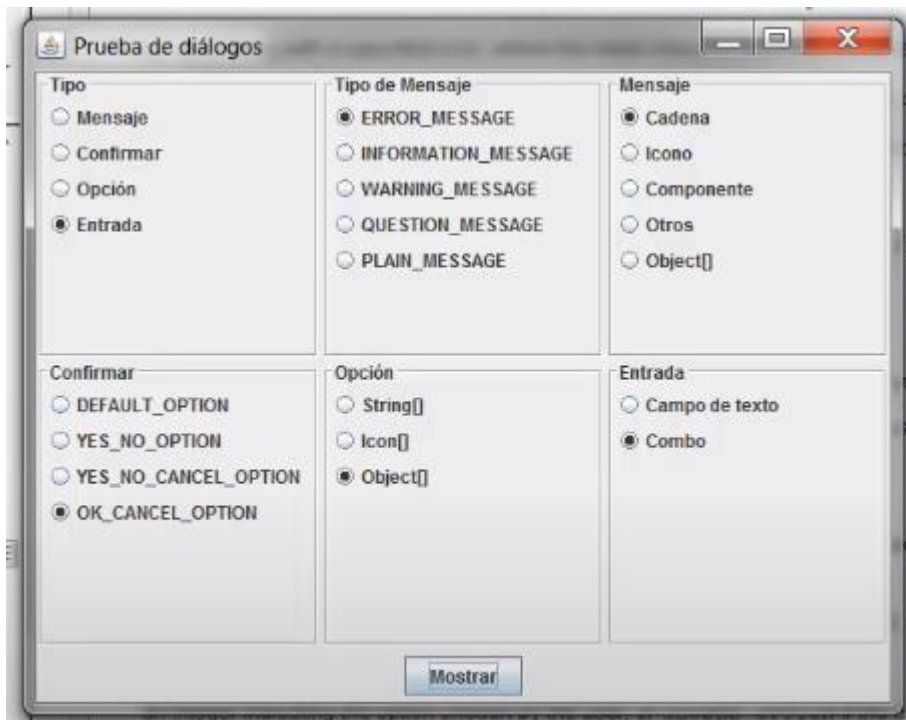 Prueba de diálogos
Tipo
Mensaje
Confirmar
Opción
Entrada
Tipo de Mensaje
ERROR_MESSAGE
INFORMATION_MESSAGE
WARNING_MESSAGE
QUESTION_MESSAGE
PLAIN_MESSAGE
Mensaje
Cadena
Icono
Componente
Otros
Object[]
Confirmar
DEFAULT_OPTION
YES_NO_OPTION
YES_NO_CANCEL_OPTION
OK_CANCEL_OPTION
Opción
String[]
Icon[]
Object[]
Entrada
Campo de texto
Combo
Mostrar